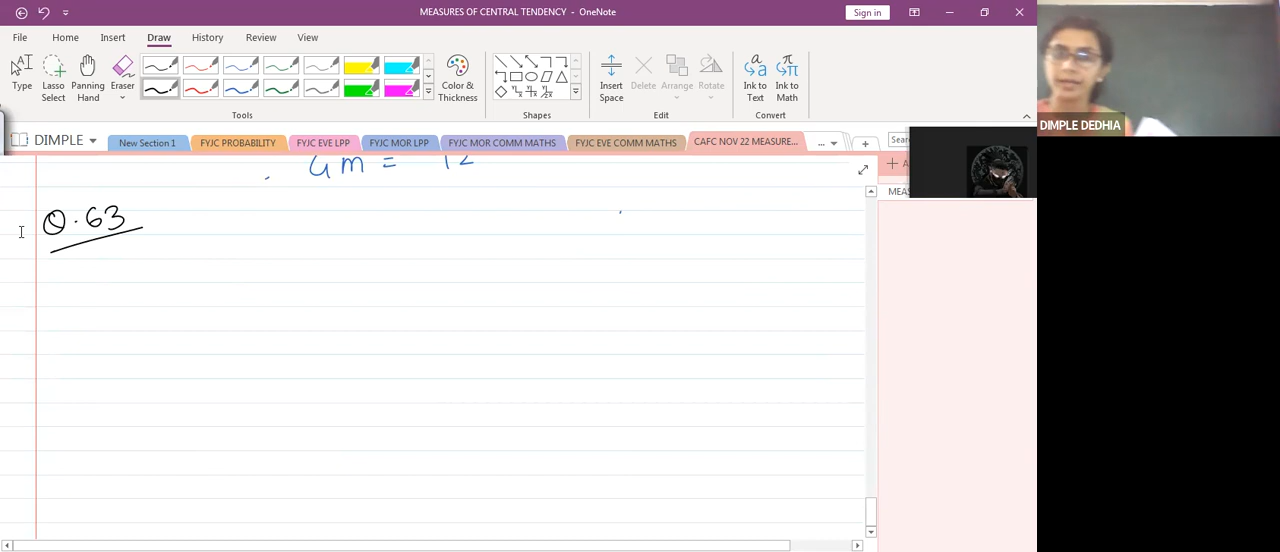 MEASURES OF CENTRAL TENDENCY - OneNote
Sign in
File Home Insert Draw History Review View
Type
Lasso Select
Panning Hand
Eraser
Color & Thickness
Insert Space
Delete
Arrange
Rotate
Ink to Text
Ink to Math
Tools
Shapes
Edit
Convert
DIMPLE
New Section 1
FYJC PROBABILITY
FYJC EVE LPP
FYJC MOR LPP
FYJC MOR COMM MATHS
FYJC EVE COMM MATHS
CAFC NOV 22 MEASURE...
DIMPLE DEDHIA
GM = 12
MEAS
Q.63